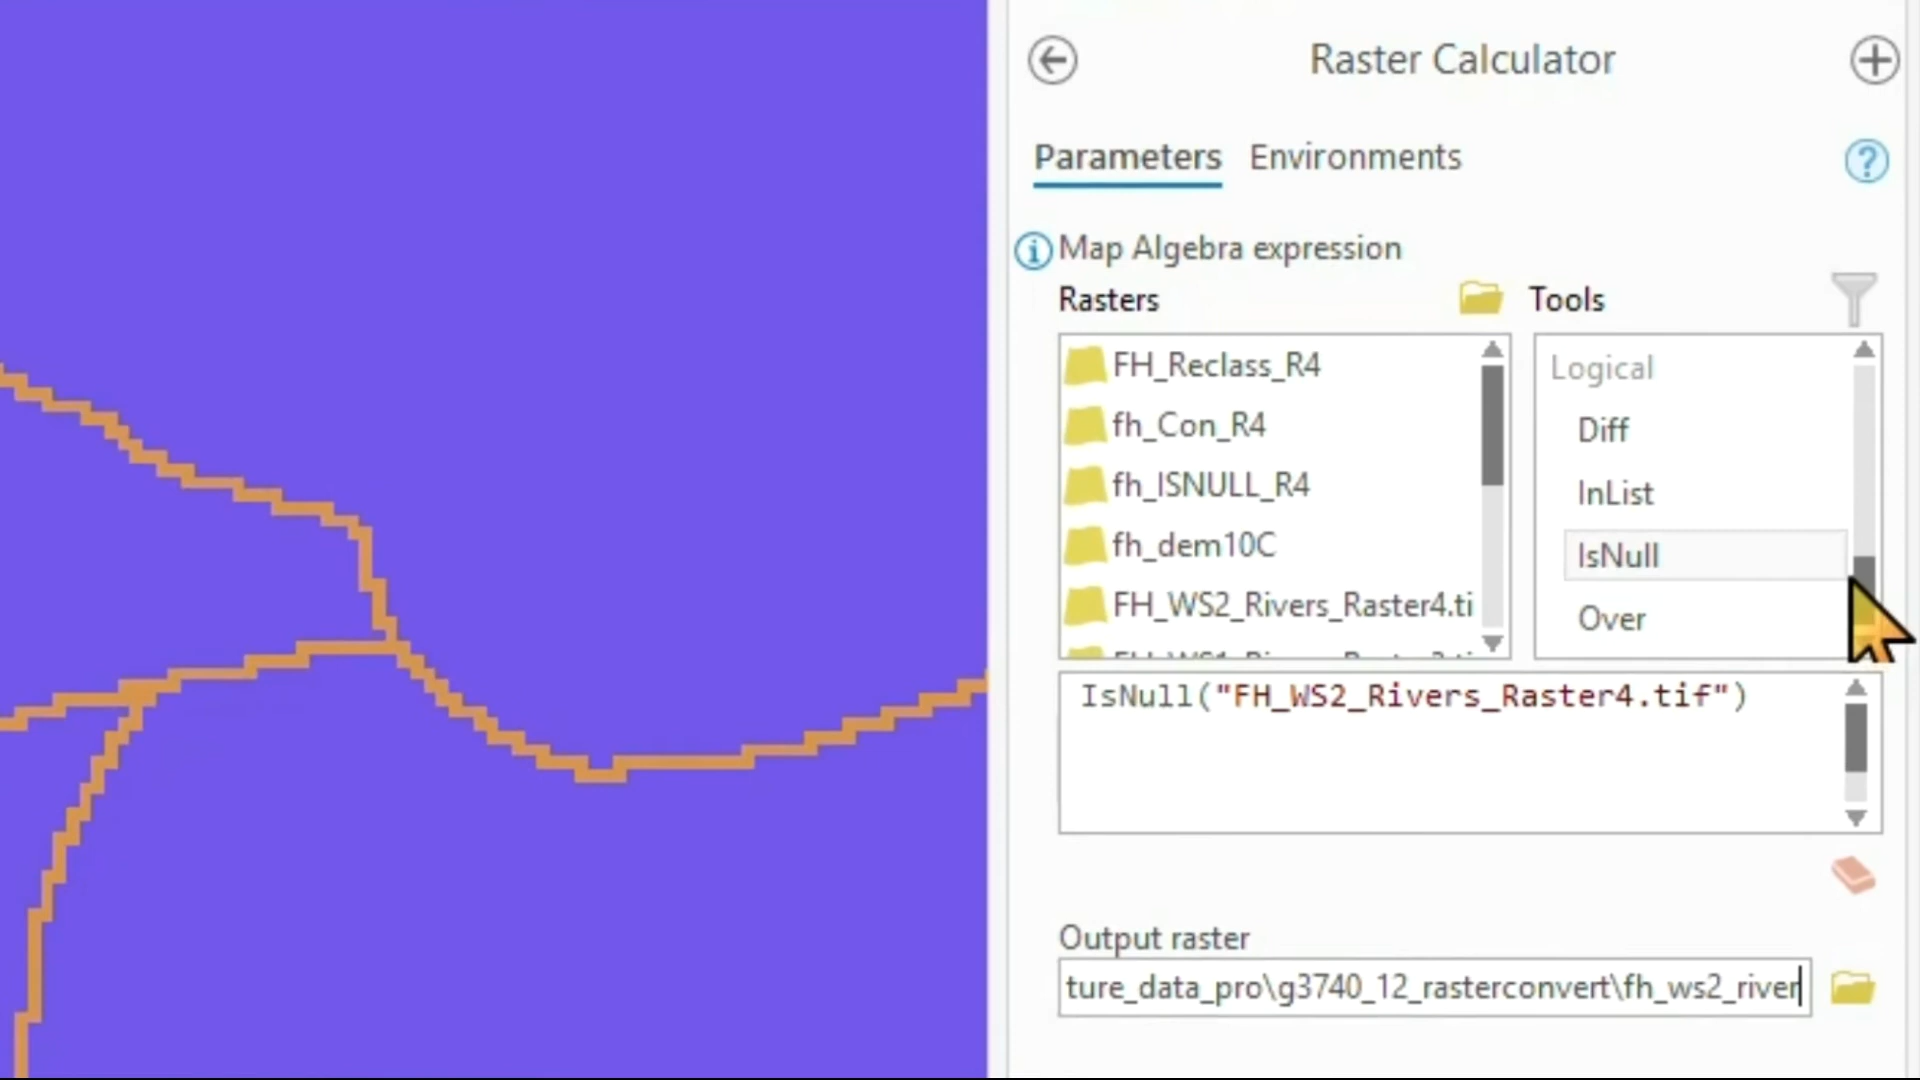 Raster Calculator
Parameters Environments
Map Algebra expression
Rasters
Tools
FH_Reclass_R4
fh_Con_R4
fh_ISNULL_R4
fh_dem10C
FH_WS2_Rivers_Raster4.ti
Logical
Diff
InList
IsNull
Over
IsNull("FH_WS2_Rivers_Raster4.tif")
Output raster
ture_data_pro\g3740_12_rasterconvert\fh_ws2_river